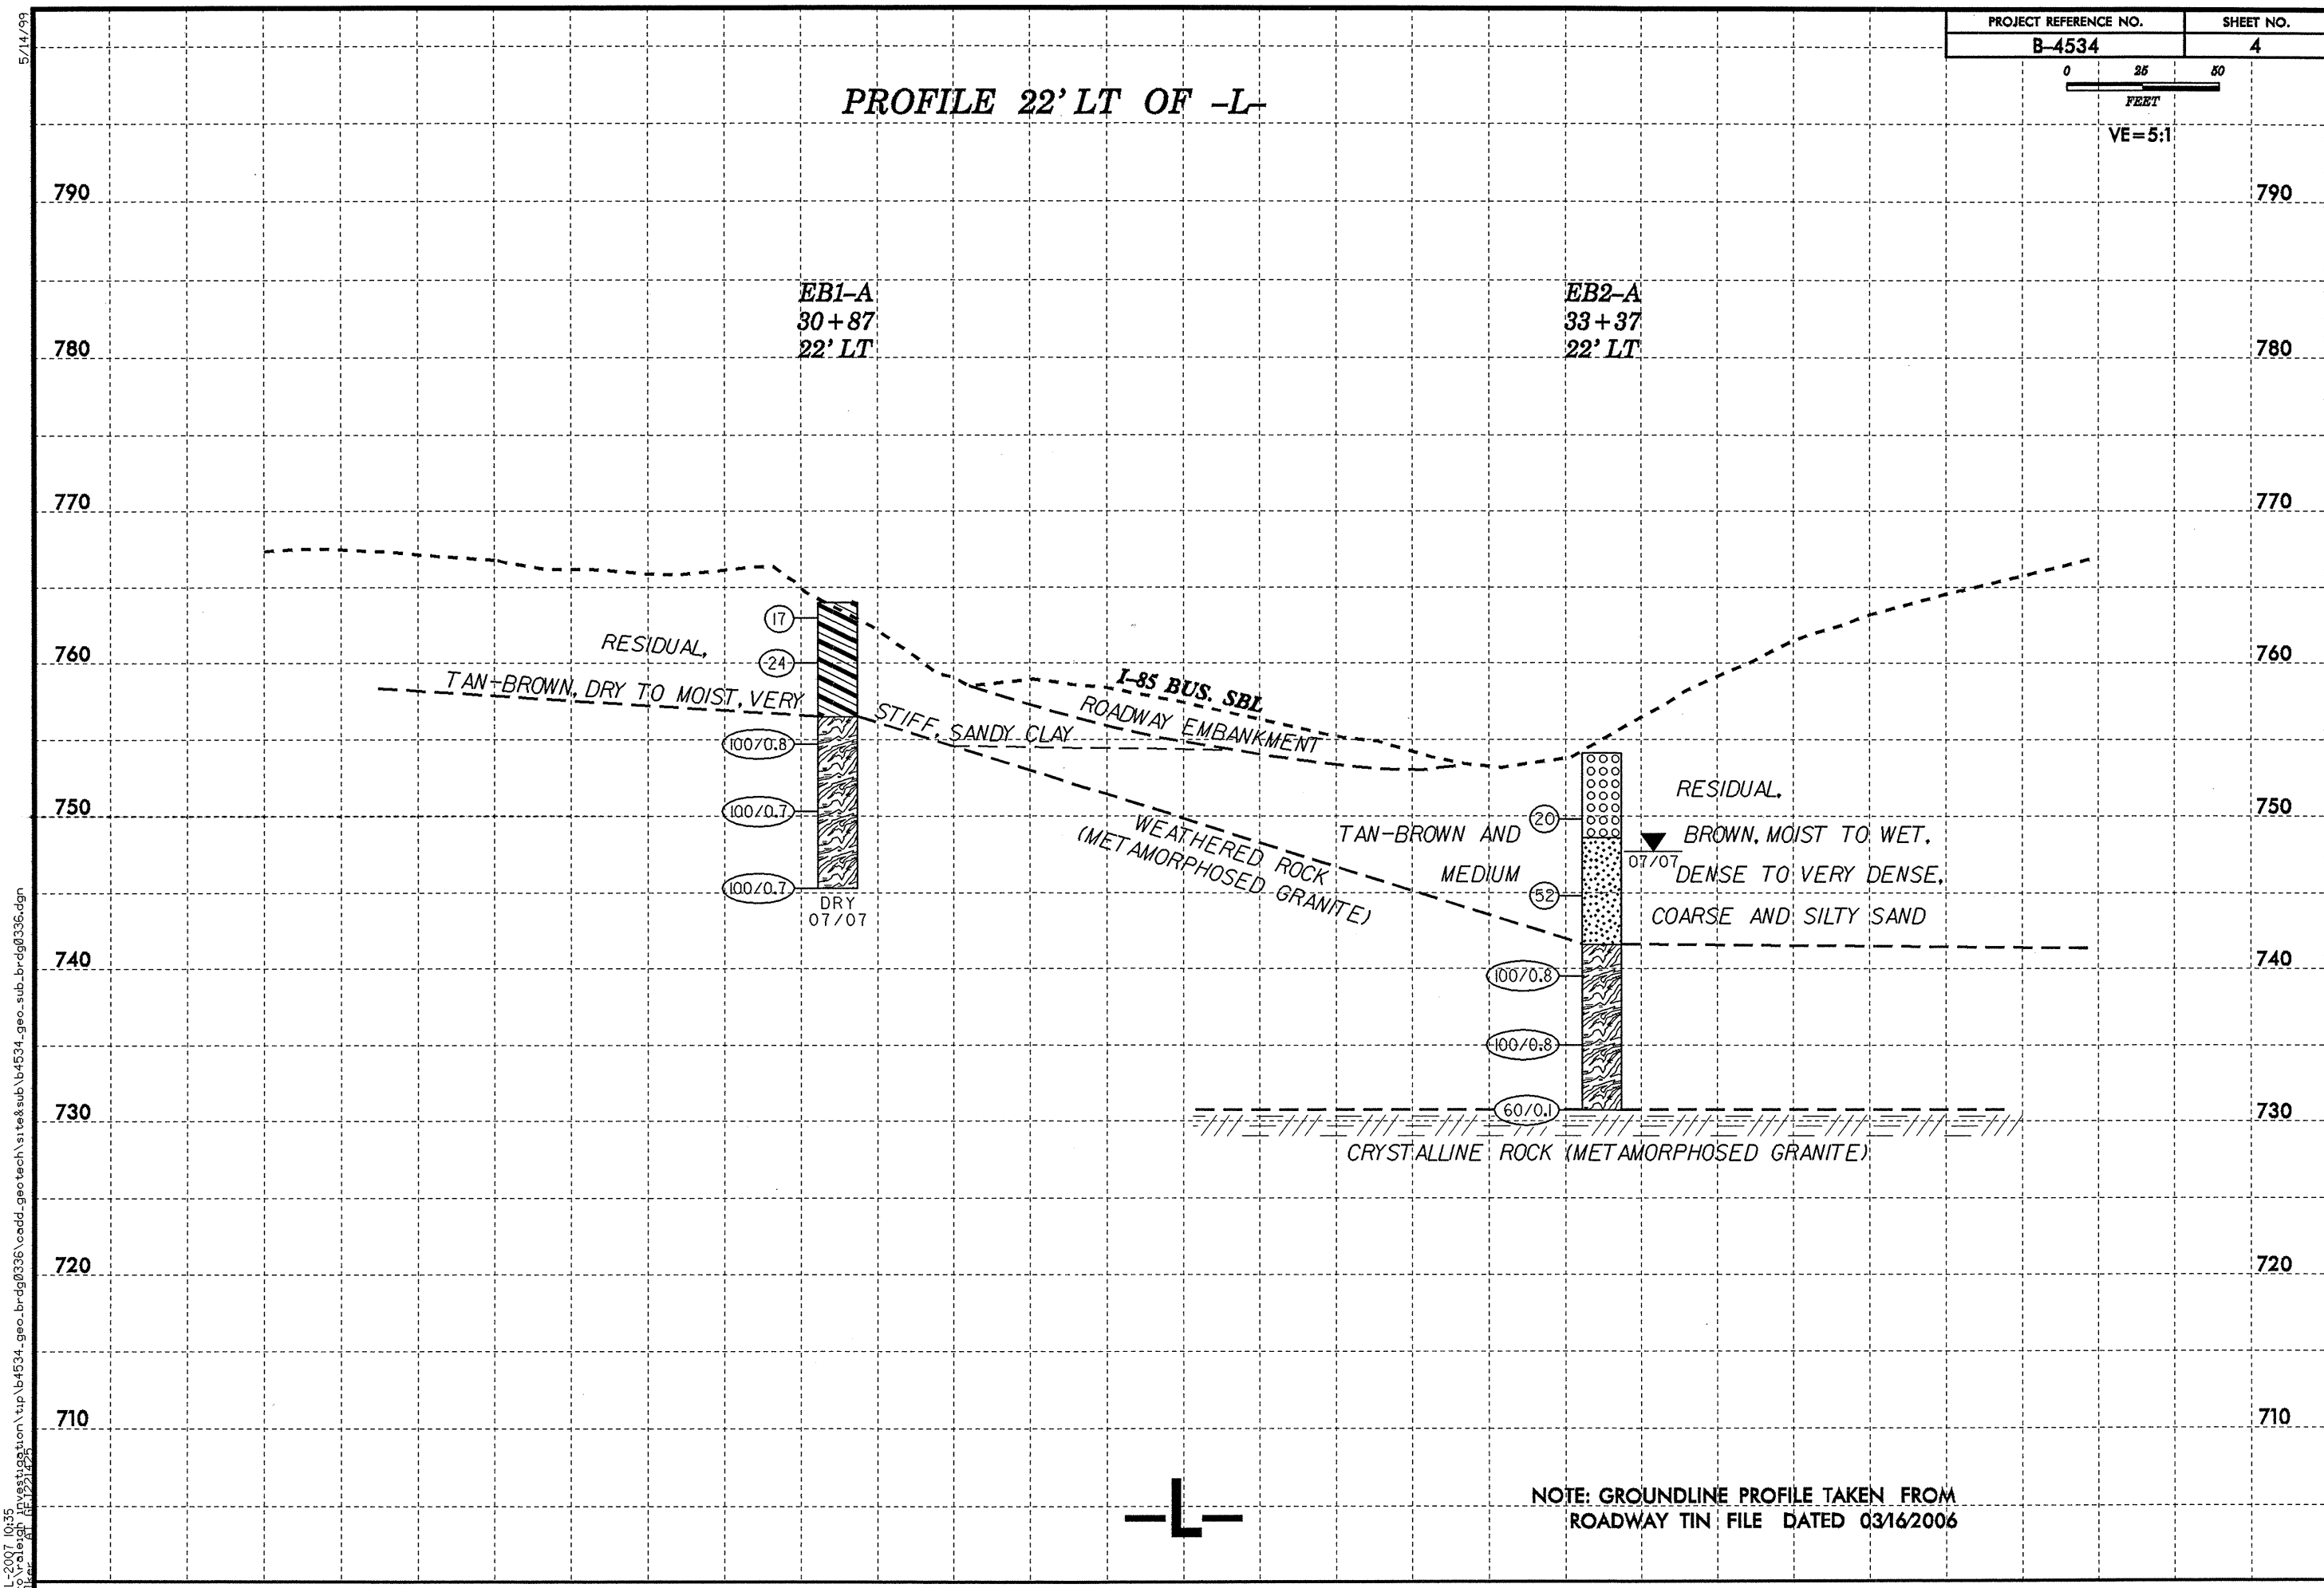 5/14/99
PROJECT REFERENCE NO.
SHEET NO.
B-4534
4
0 25 50
FEET
VE=5:1
PROFILE 22' LT OF -L-
790
790
EB1-A
30+87
22' LT
EB2-A
33+37
22' LT
780
780
770
770
17
RESIDUAL,
760
24
760
TAN-BROWN, DRY TO MOIST, VERY
STIFF, SANDY CLAY
I-85 BUS. SBL
ROADWAY EMBANKMENT
100/0.8
750
100/0.7
750
WEATHERED ROCK
(METAMORPHOSED GRANITE)
TAN-BROWN AND
MEDIUM
20
52
RESIDUAL,
BROWN, MOIST TO WET,
07/07
DENSE TO VERY DENSE,
COARSE AND SILTY SAND
100/0.7
DRY
07/07
740
740
100/0.8
100/0.8
730
60/0.1
730
CRYSTALLINE ROCK (METAMORPHOSED GRANITE)
720
720
710
710
L
NOTE: GROUNDLINE PROFILE TAKEN FROM
ROADWAY TIN FILE DATED 03/16/2006